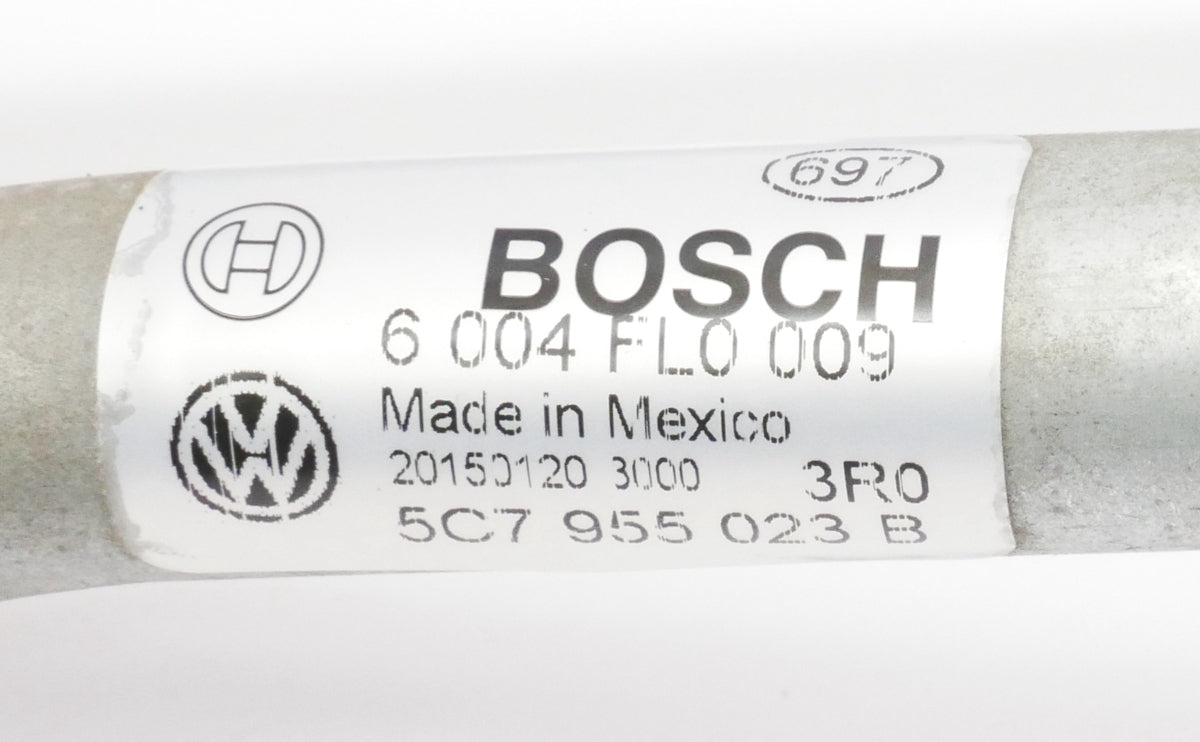 697
BOSCH
6 004 FL0 009
Made in Mexico
20150120 3000 3R0
5C7 955 023 B